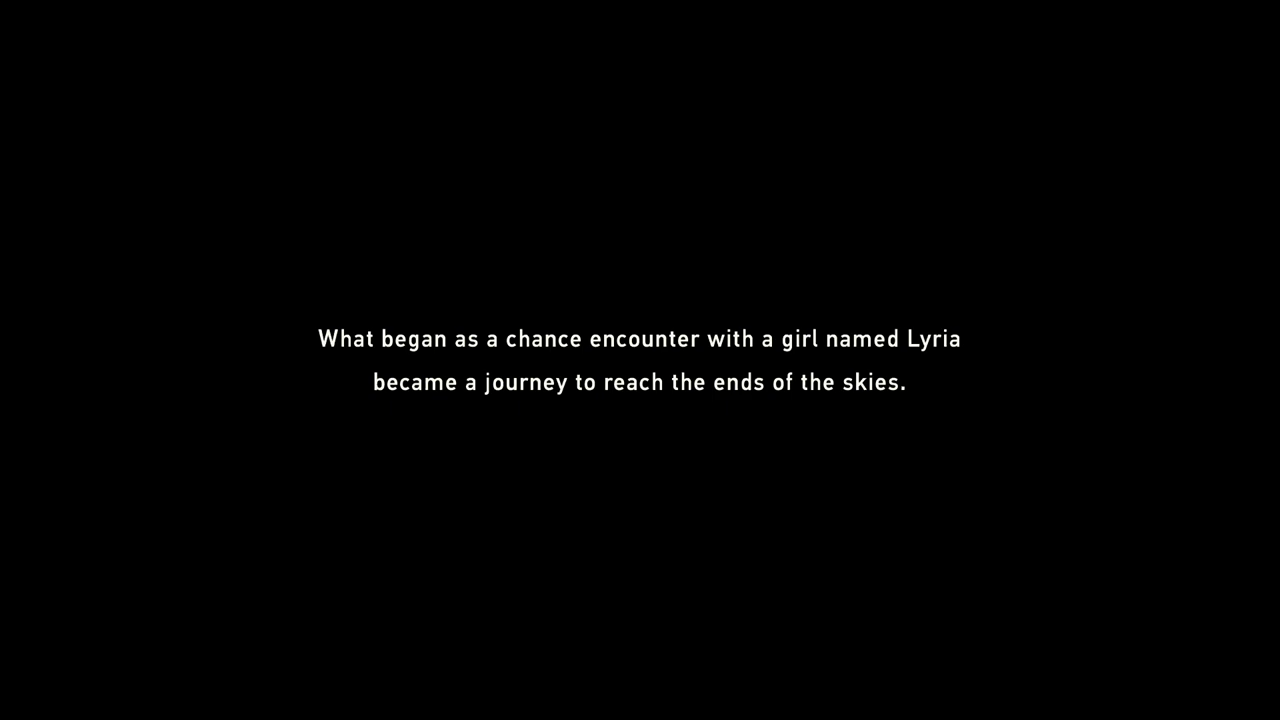 What began as a chance encounter with a girl named Lyria
became a journey to reach the ends of the skies.